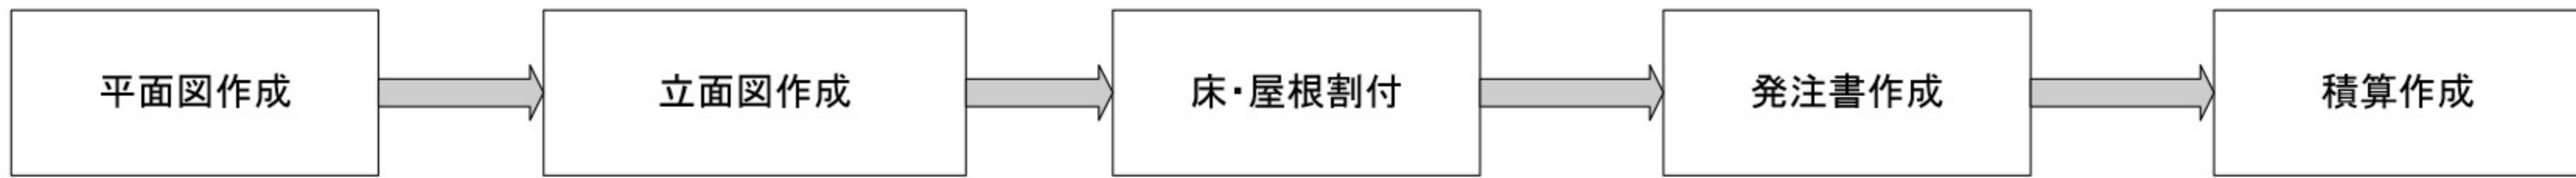 平面図作成
立面図作成
床・屋根割付
発注書作成
積算作成